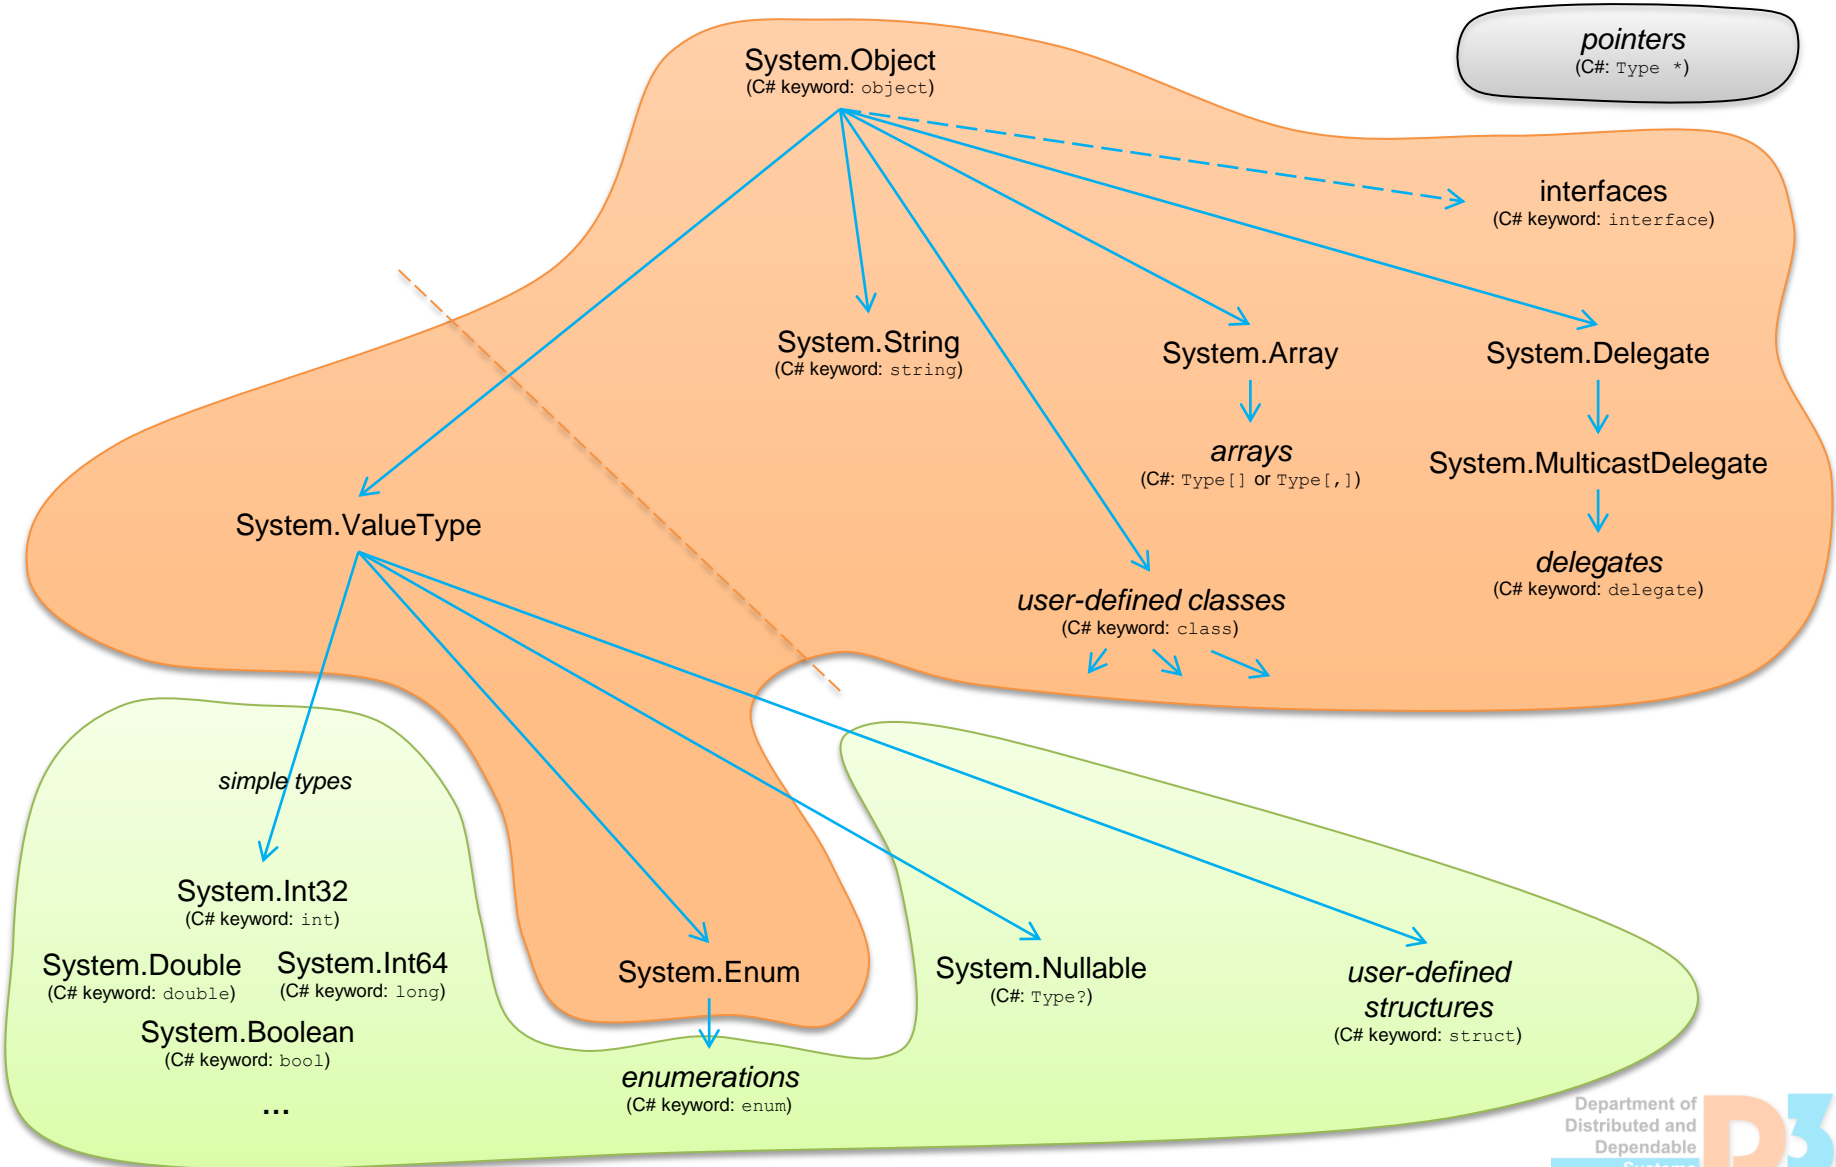 pointers
(C#: Type *)
System.Object
(C# keyword: object)
interfaces
(C# keyword: interface)
System.String
(C# keyword: string)
System.Array
System.Delegate
arrays
(C#: Type[] or Type[,])
System.MulticastDelegate
System.ValueType
delegates
(C# keyword: delegate)
user-defined classes
(C# keyword: class)
simple types
System.Int32
(C# keyword: int)
System.Double
(C# keyword: double)
System.Int64
(C# keyword: long)
System.Boolean
(C# keyword: bool)
...
System.Enum
enumerations
(C# keyword: enum)
System.Nullable
(C#: Type?)
user-defined
structures
(C# keyword: struct)
Department of
Distributed and
Dependable
Systems
D3